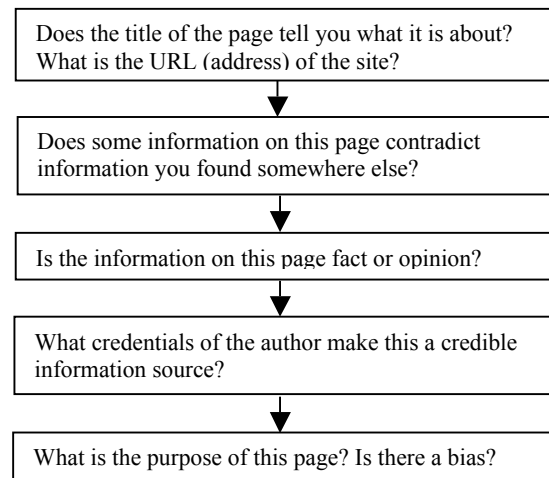 Does the title of the page tell you what it is about?
What is the URL (address) of the site?
Does some information on this page contradict
information you found somewhere else?
Is the information on this page fact or opinion?
What credentials of the author make this a credible
information source?
What is the purpose of this page? Is there a bias?